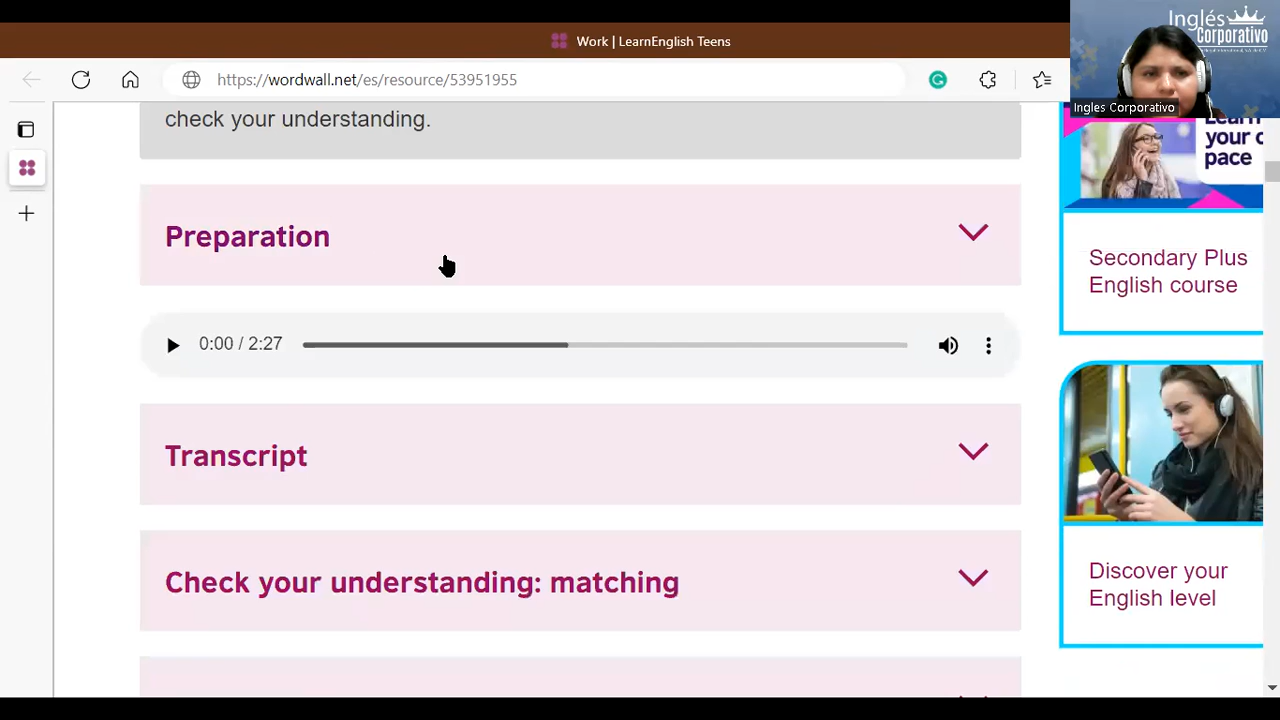 Work | LearnEnglish Teens
https://wordwall.net/es/resource/53951955
Inglés
Corporativo
Ingles Corporativo
check your understanding.
Preparation
0:00 / 2:27
Transcript
Check your understanding: matching
Learn
your
pace
Secondary Plus
English course
Discover your
English level